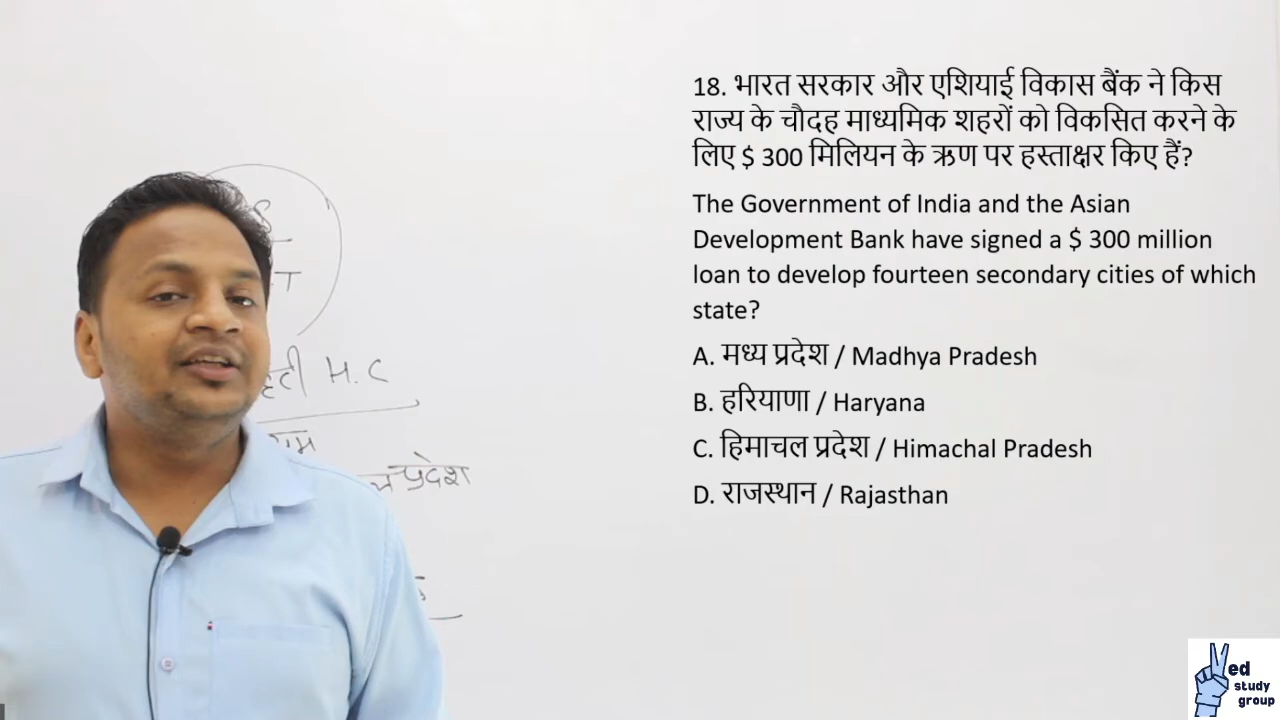 18. भारत सरकार और एशियाई विकास बैंक ने किस
राज्य के चौदह माध्यमिक शहरों को विकसित करने के
लिए $ 300 मिलियन के ऋण पर हस्ताक्षर किए हैं?
The Government of India and the Asian
Development Bank have signed a $ 300 million
loan to develop fourteen secondary cities of which
state?
A. मध्य प्रदेश / Madhya Pradesh
B. हरियाणा / Haryana
C. हिमाचल प्रदेश / Himachal Pradesh
D. राजस्थान / Rajasthan
T
H.C
प्रदेश
Ved
study
group